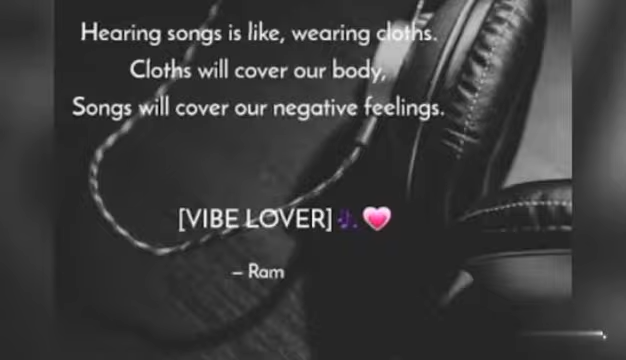 Hearing songs is like, wearing cloths.
Cloths will cover our body,
Songs will cover our negative feelings.
[VIBE LOVER]🎶💗
– Ram